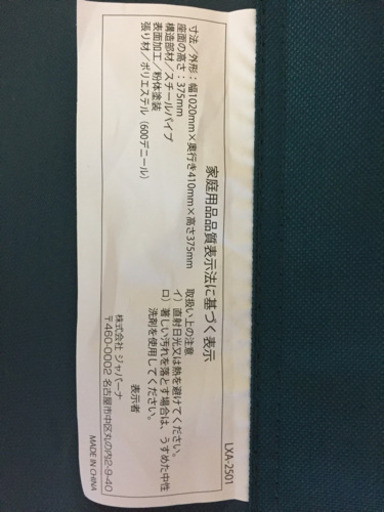 家庭用品品質表示法に基づく表示
LXA-2501
寸法／外形：幅1020mm×奥行き410mm×高さ375mm
座面の高さ：375mm
構造部材／スチールパイプ
表面加工／粉体塗装
張り材／ポリエステル（600デニール）
取扱い上の注意
イ）直射日光又は熱を避けてください。
ロ）著しい汚れを落とす場合は、うすめた中性
洗剤を使用してください。
表示者
株式会社 ジャパーナ
〒460-0002 名古屋市中区丸の内2-9-40
MADE IN CHINA